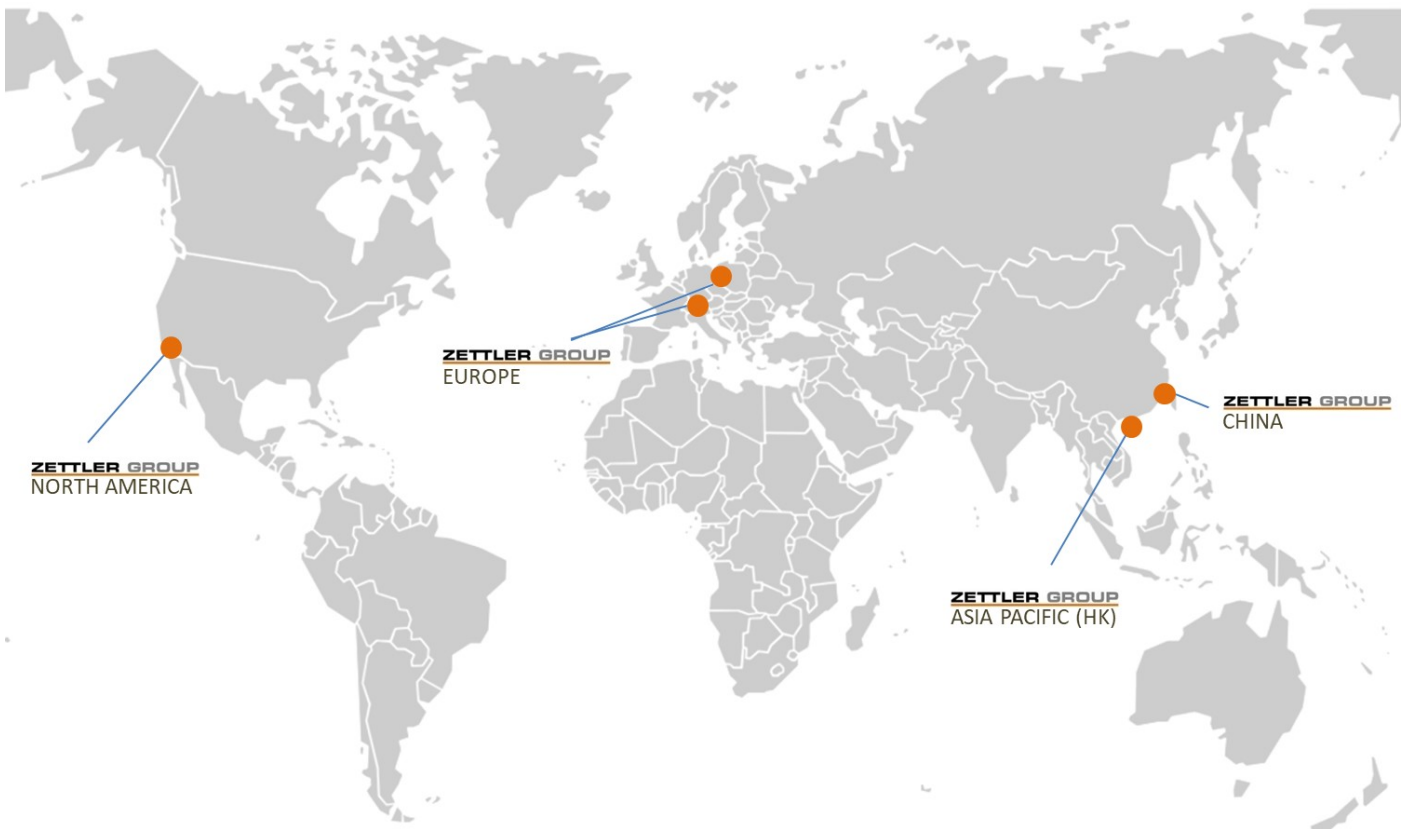 ZETTLER GROUP
EUROPE
ZETTLER GROUP
CHINA
ZETTLER GROUP
NORTH AMERICA
ZETTLER GROUP
ASIA PACIFIC (HK)